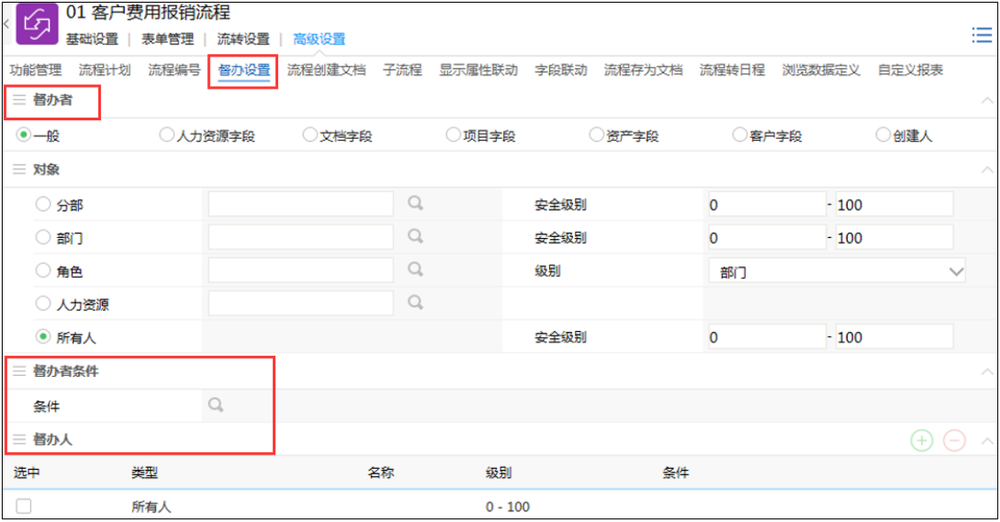 01 客户费用报销流程
基础设置 | 表单管理 | 流转设置 | 高级设置
功能管理 流程计划 流程编号 督办设置 流程创建文档 子流程 显示属性联动 字段联动 流程存为文档 流程转日程 浏览数据定义 自定义报表
督办者
一般 人力资源字段 文档字段 项目字段 资产字段 客户字段 创建人
对象
分部 安全级别 0 - 100
部门 安全级别 0 - 100
角色 级别 部门
人力资源
所有人 安全级别 0 - 100
督办者条件
条件
督办人
选中 类型 名称 级别 条件
所有人 0 - 100